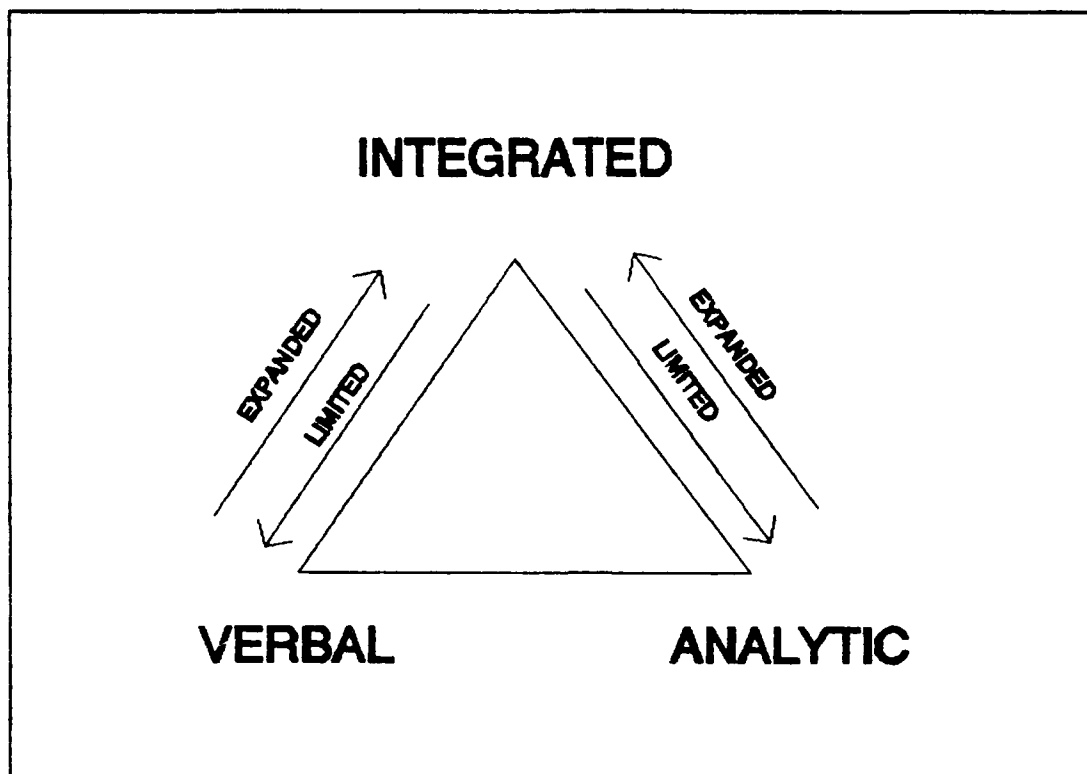 INTEGRATED
EXPANDED
LIMITED
LIMITED
EXPANDED
VERBAL
ANALYTIC